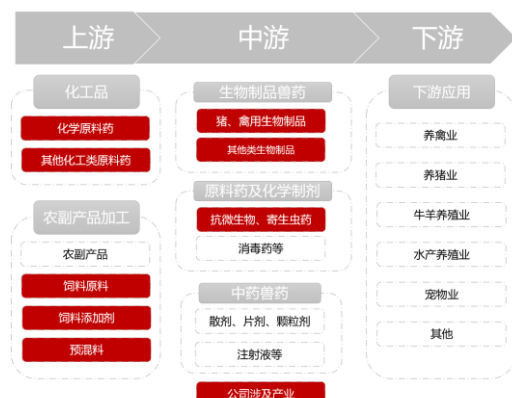 上游
中游
下游
化工品
化学原料药
其他化工类原料药
农副产品加工
农副产品
饲料原料
饲料添加剂
预混料
生物制品兽药
猪、禽用生物制品
其他类生物制品
原料药及化学制剂
抗微生物、寄生虫药
消毒药等
中药兽药
散剂、片剂、颗粒剂
注射液等
公司涉及产业
下游应用
养禽业
养猪业
牛羊养殖业
水产养殖业
宠物业
其他